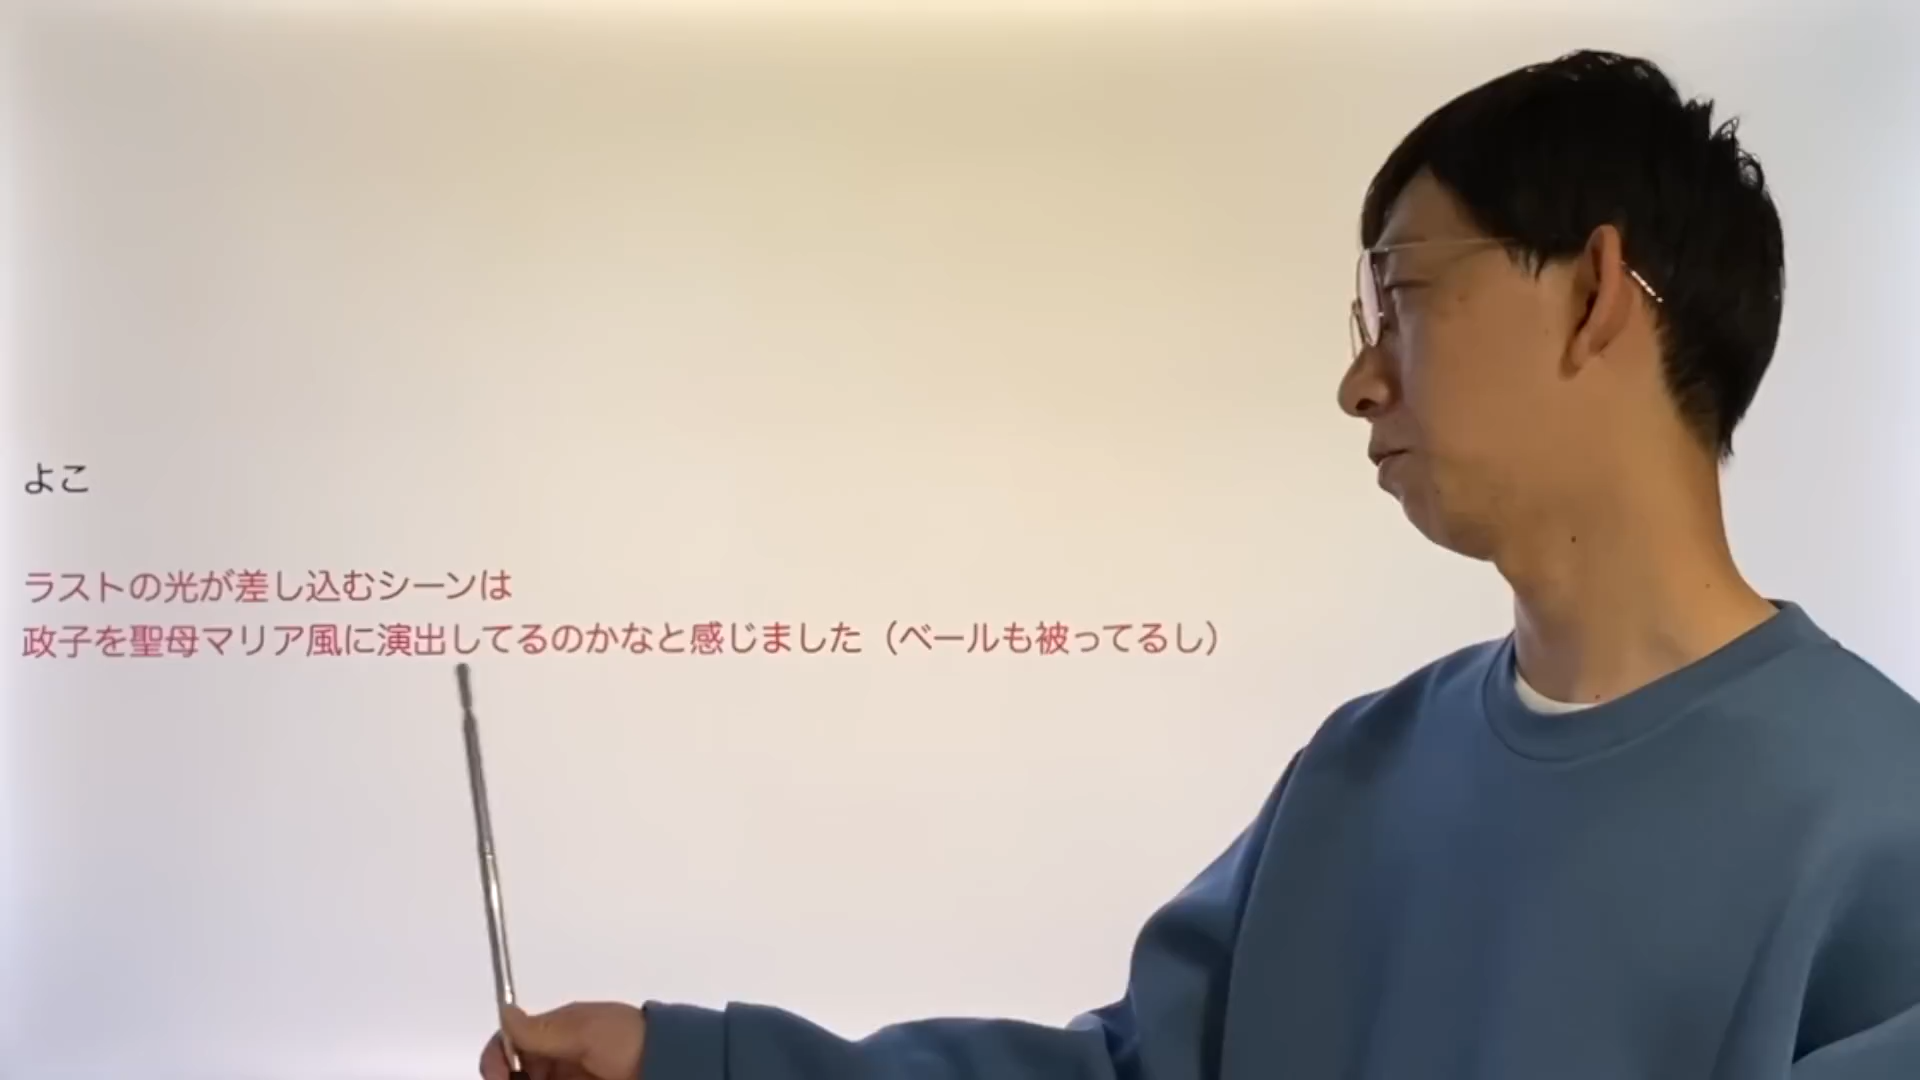 よこ
ラストの光が差し込むシーンは
政子を聖母マリア風に演出してるのかなと感じました（ベールも被ってるし）